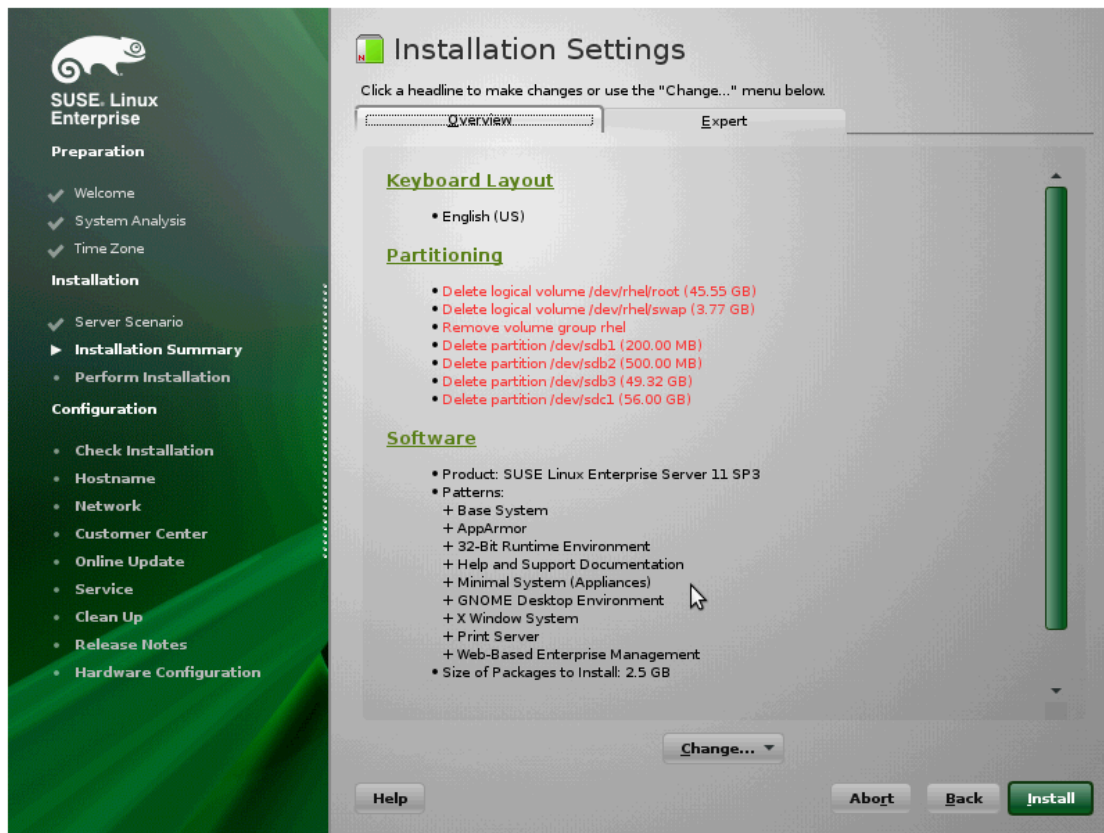 SUSE. Linux
Enterprise
Preparation
Welcome
System Analysis
Time Zone
Installation
Server Scenario
Installation Summary
Perform Installation
Configuration
Check Installation
Hostname
Network
Customer Center
Online Update
Service
Clean Up
Release Notes
Hardware Configuration
Installation Settings
Click a headline to make changes or use the "Change..." menu below.
Overview
Expert
Keyboard Layout
• English (US)
Partitioning
• Delete logical volume /dev/rhel/root (45.55 GB)
• Delete logical volume /dev/rhel/swap (3.77 GB)
• Remove volume group rhel
• Delete partition /dev/sdb1 (200.00 MB)
• Delete partition /dev/sdb2 (500.00 MB)
• Delete partition /dev/sdb3 (49.32 GB)
• Delete partition /dev/sdc1 (56.00 GB)
Software
• Product: SUSE Linux Enterprise Server 11 SP3
• Patterns:
+ Base System
+ AppArmor
+ 32-Bit Runtime Environment
+ Help and Support Documentation
+ Minimal System (Appliances)
+ GNOME Desktop Environment
+ X Window System
+ Print Server
+ Web-Based Enterprise Management
• Size of Packages to Install: 2.5 GB
Change...
Help
Abort
Back
Install